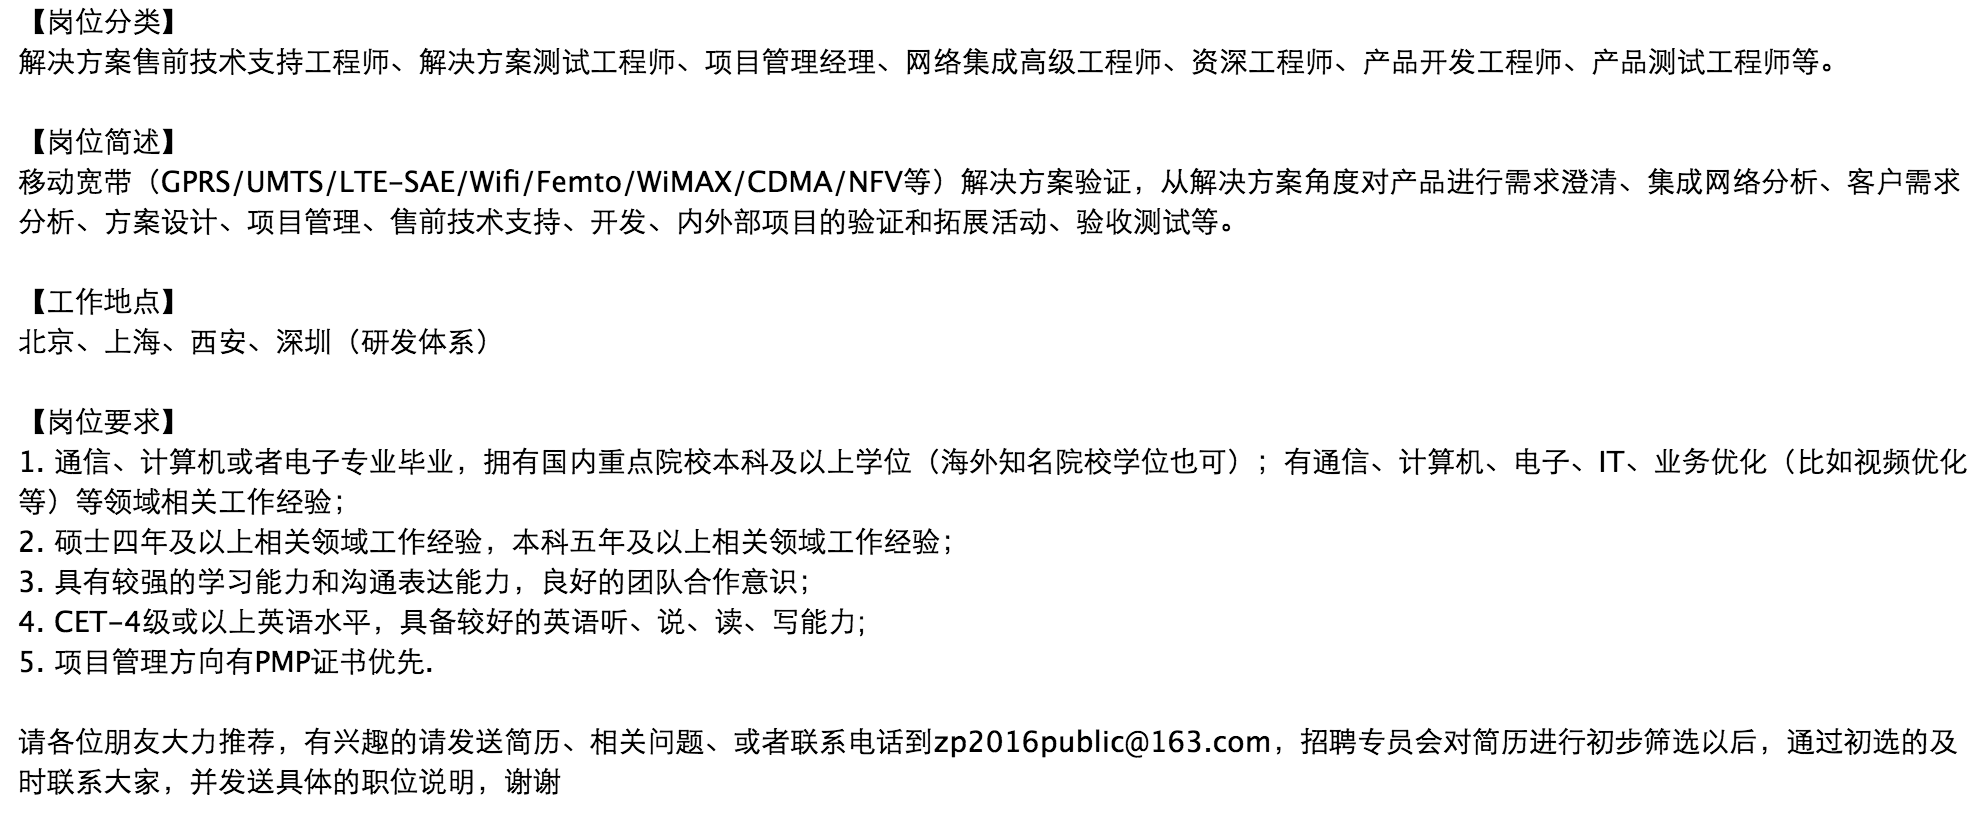 【岗位分类】
解决方案售前技术支持工程师、解决方案测试工程师、项目管理经理、网络集成高级工程师、资深工程师、产品开发工程师、产品测试工程师等。
【岗位简述】
移动宽带（GPRS/UMTS/LTE-SAE/Wifi/Femto/WiMAX/CDMA/NFV等）解决方案验证，从解决方案角度对产品进行需求澄清、集成网络分析、客户需求
分析、方案设计、项目管理、售前技术支持、开发、内外部项目的验证和拓展活动、验收测试等。
【工作地点】
北京、上海、西安、深圳（研发体系）
【岗位要求】
1. 通信、计算机或者电子专业毕业，拥有国内重点院校本科及以上学位（海外知名院校学位也可）；有通信、计算机、电子、IT、业务优化（比如视频优化
等）等领域相关工作经验；
2. 硕士四年及以上相关领域工作经验，本科五年及以上相关领域工作经验；
3. 具有较强的学习能力和沟通表达能力，良好的团队合作意识；
4. CET-4级或以上英语水平，具备较好的英语听、说、读、写能力;
5. 项目管理方向有PMP证书优先.
请各位朋友大力推荐，有兴趣的请发送简历、相关问题、或者联系电话到zp2016public@163.com，招聘专员会对简历进行初步筛选以后，通过初选的及
时联系大家，并发送具体的职位说明，谢谢